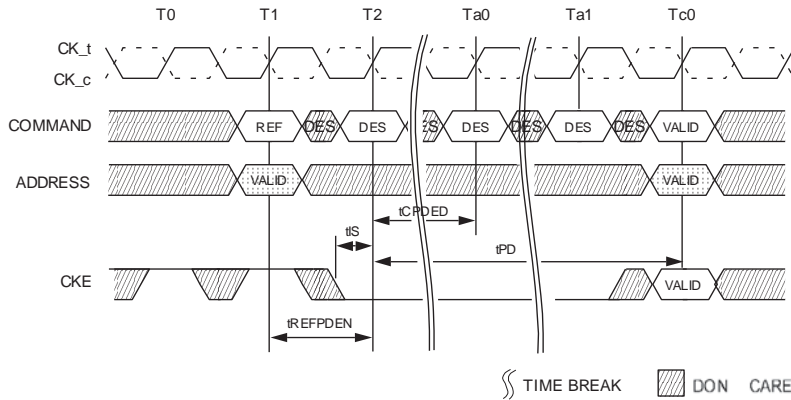 T0 T1 T2 Ta0 Ta1 Tc0
CK_t
CK_c
COMMAND REF DES DES DES DES DES DES DES VALID
ADDRESS VALID VALID
tCPDED
tIS
tPD
CKE VALID
tREFPDEN
TIME BREAK DON CARE